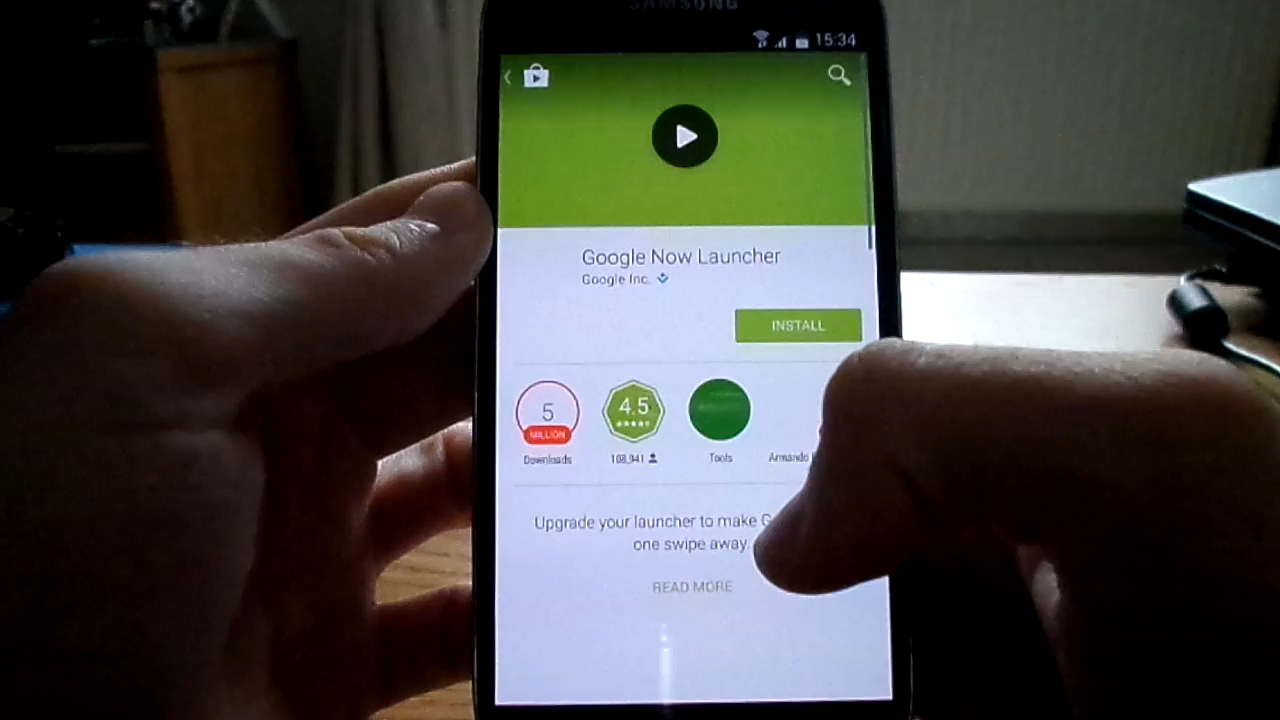 SAMSUNG
15:34
Google Now Launcher
Google Inc.
INSTALL
5
MILLION
Downloads
4.5
108,941
Tools
Armando
Upgrade your launcher to make G
one swipe away.
READ MORE